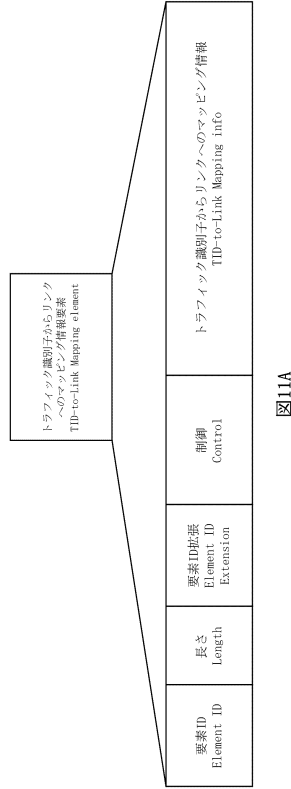 トラフィック識別子からリンク
へのマッピング情報要素
TID-to-Link Mapping element
要素ID
Element ID
長さ
Length
要素ID拡張
Element ID
Extension
制御
Control
トラフィック識別子からリンクへのマッピング情報
TID-to-Link Mapping info
図11A